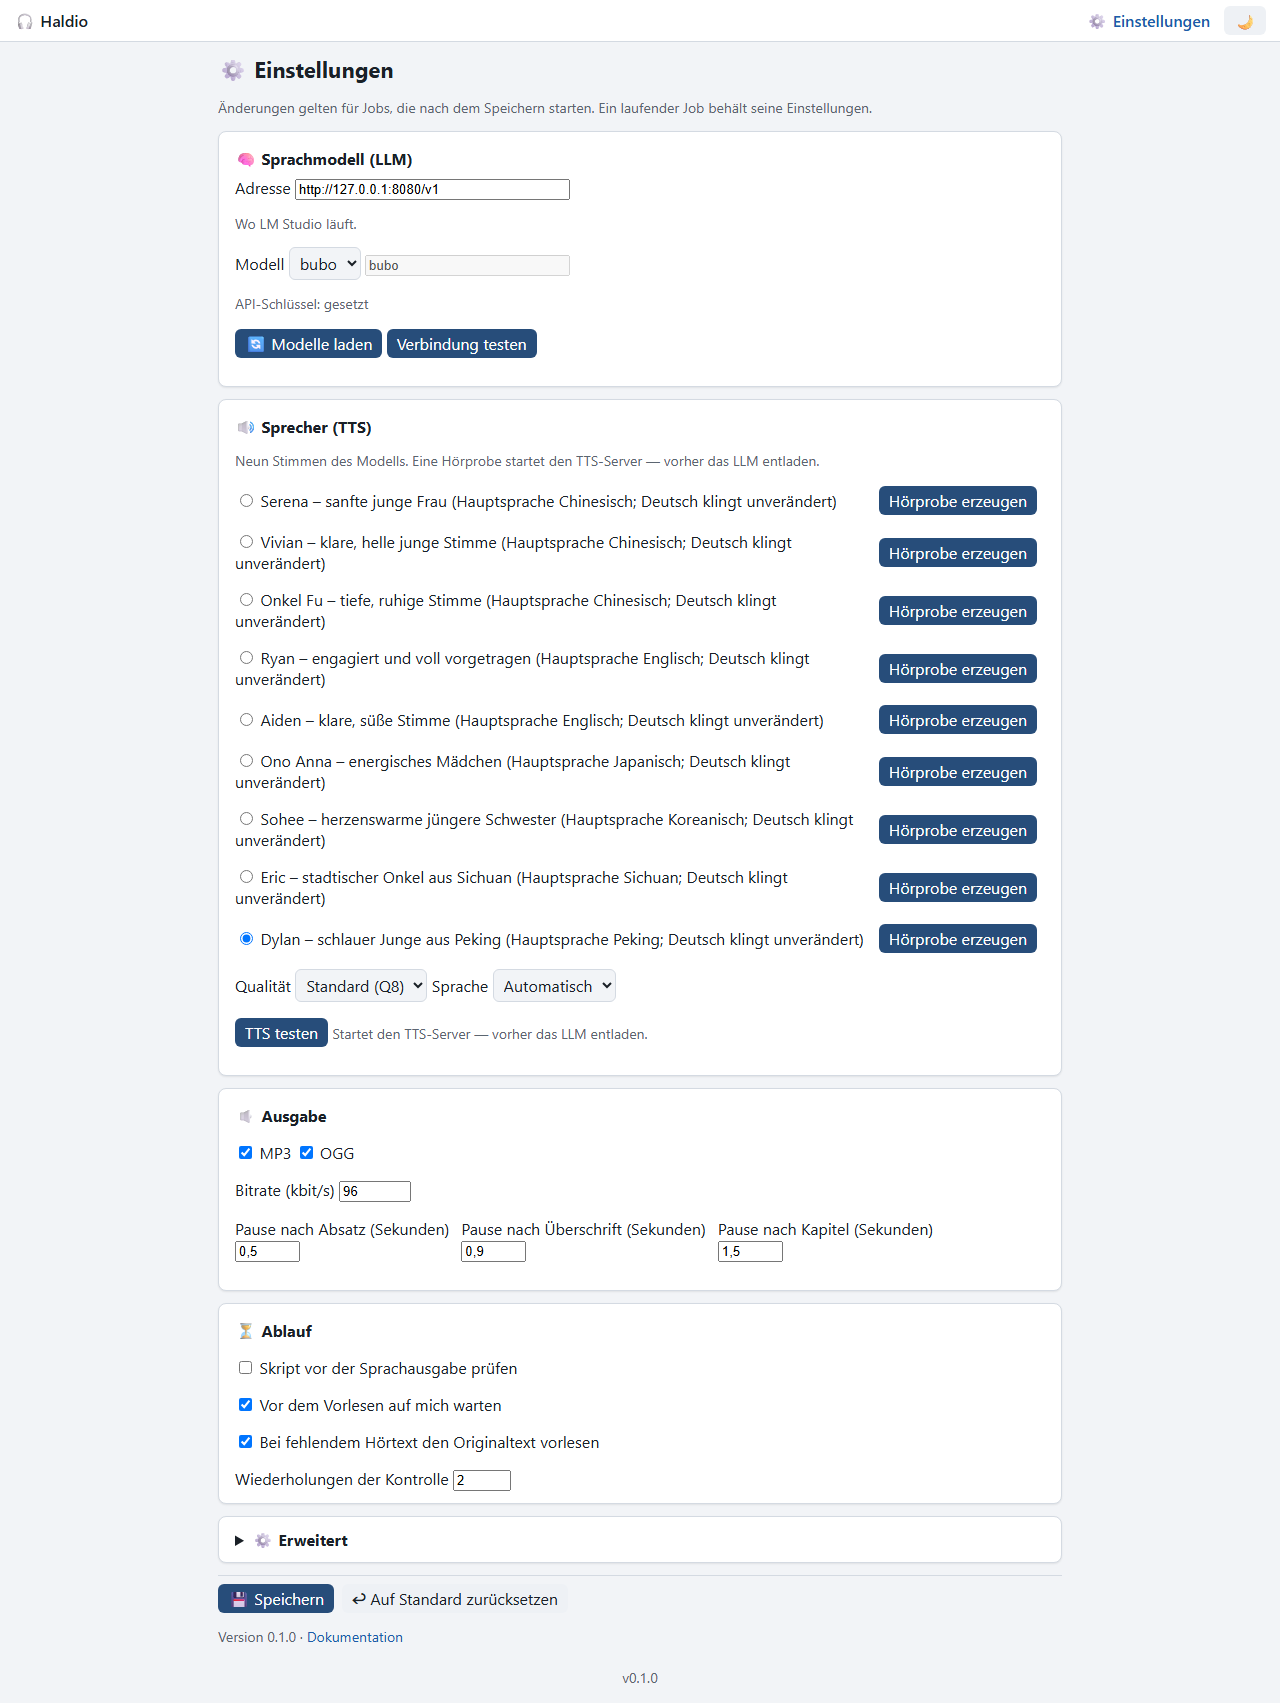 Haldio
Einstellungen
Einstellungen
Änderungen gelten für Jobs, die nach dem Speichern starten. Ein laufender Job behält seine Einstellungen.
Sprachmodell (LLM)
Adresse http://127.0.0.1:8080/v1
Wo LM Studio läuft.
Modell bubo bubo
API-Schlüssel: gesetzt
Modelle laden Verbindung testen
Sprecher (TTS)
Neun Stimmen des Modells. Eine Hörprobe startet den TTS-Server — vorher das LLM entladen.
Serena – sanfte junge Frau (Hauptsprache Chinesisch; Deutsch klingt unverändert) Hörprobe erzeugen
Vivian – klare, helle junge Stimme (Hauptsprache Chinesisch; Deutsch klingt
unverändert)
Hörprobe erzeugen
Onkel Fu – tiefe, ruhige Stimme (Hauptsprache Chinesisch; Deutsch klingt
unverändert)
Hörprobe erzeugen
Ryan – engagiert und voll vorgetragen (Hauptsprache Englisch; Deutsch klingt
unverändert)
Hörprobe erzeugen
Aiden – klare, süße Stimme (Hauptsprache Englisch; Deutsch klingt unverändert) Hörprobe erzeugen
Ono Anna – energisches Mädchen (Hauptsprache Japanisch; Deutsch klingt
unverändert)
Hörprobe erzeugen
Sohee – herzenswarme jüngere Schwester (Hauptsprache Koreanisch; Deutsch klingt
unverändert)
Hörprobe erzeugen
Eric – stadtischer Onkel aus Sichuan (Hauptsprache Sichuan; Deutsch klingt
unverändert)
Hörprobe erzeugen
Dylan – schlauer Junge aus Peking (Hauptsprache Peking; Deutsch klingt unverändert) Hörprobe erzeugen
Qualität Standard (Q8) Sprache Automatisch
TTS testen Startet den TTS-Server — vorher das LLM entladen.
Ausgabe
MP3 OGG
Bitrate (kbit/s) 96
Pause nach Absatz (Sekunden) Pause nach Überschrift (Sekunden) Pause nach Kapitel (Sekunden)
0,5 0,9 1,5
Ablauf
Skript vor der Sprachausgabe prüfen
Vor dem Vorlesen auf mich warten
Bei fehlendem Hörtext den Originaltext vorlesen
Wiederholungen der Kontrolle 2
Erweitert
Speichern ↩ Auf Standard zurücksetzen
Version 0.1.0 · Dokumentation
v0.1.0